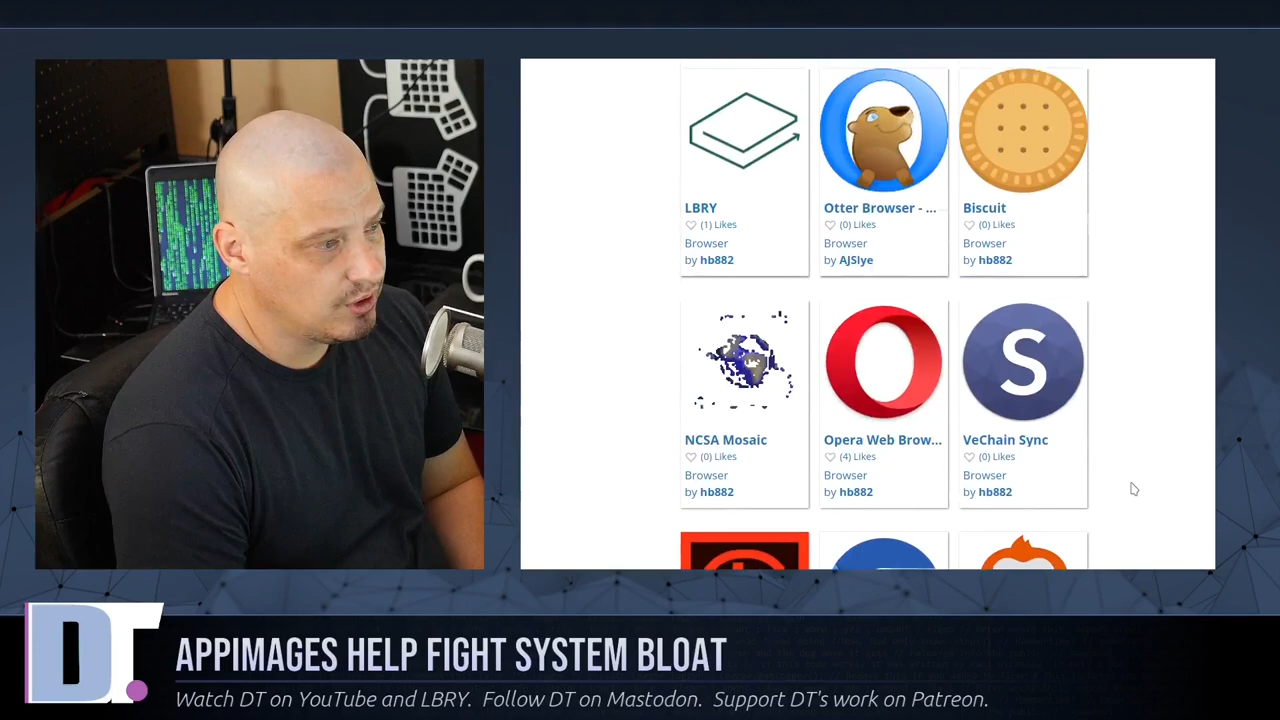 LBRY
(1) Likes
Browser
by hb882
Otter Browser - ...
(0) Likes
Browser
by AJSlye
Biscuit
(0) Likes
Browser
by hb882
NCSA Mosaic
(0) Likes
Browser
by hb882
Opera Web Brow...
(4) Likes
Browser
by hb882
S
VeChain Sync
(0) Likes
Browser
by hb882
DT.
APPIMAGES HELP FIGHT SYSTEM BLOAT
Watch DT on YouTube and LBRY. Follow DT on Mastodon. Support DT's work on Patreon.